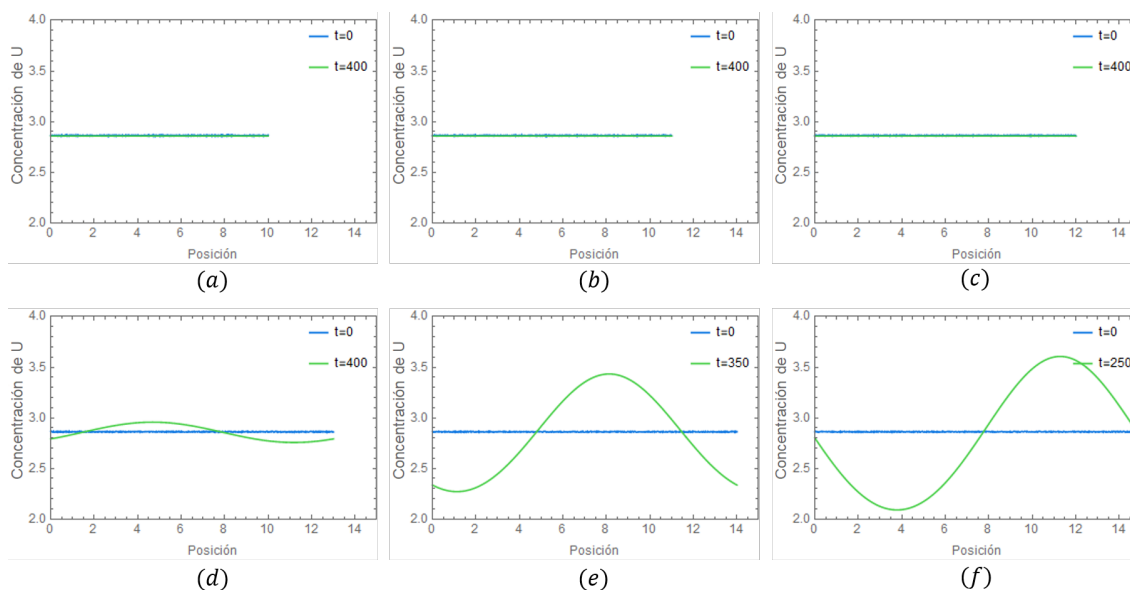 4.0
3.5
3.0
2.5
2.0
Concentración de U
t=0
t=400
0 2 4 6 8 10 12 14
Posición
(a)
4.0
3.5
3.0
2.5
2.0
Concentración de U
t=0
t=400
0 2 4 6 8 10 12 14
Posición
(b)
4.0
3.5
3.0
2.5
2.0
Concentración de U
t=0
t=400
0 2 4 6 8 10 12 14
Posición
(c)
4.0
3.5
3.0
2.5
2.0
Concentración de U
t=0
t=400
0 2 4 6 8 10 12 14
Posición
(d)
4.0
3.5
3.0
2.5
2.0
Concentración de U
t=0
t=350
0 2 4 6 8 10 12 14
Posición
(e)
4.0
3.5
3.0
2.5
2.0
Concentración de U
t=0
t=250
0 2 4 6 8 10 12 14
Posición
(f)